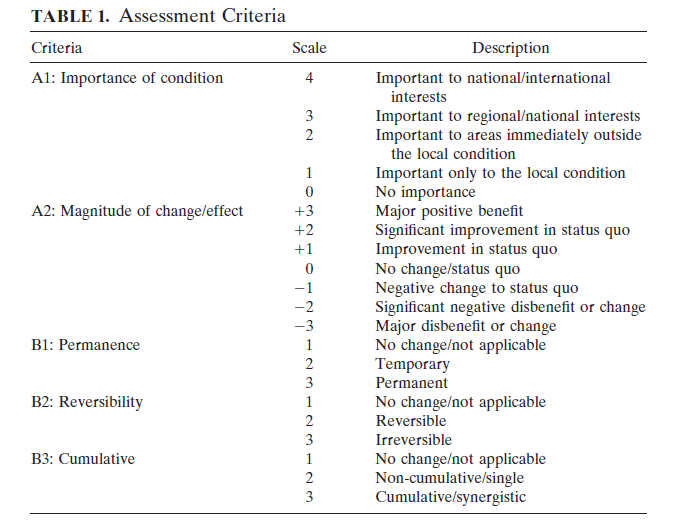 TABLE 1. Assessment Criteria
Criteria Scale Description
A1: Importance of condition 4 Important to national/international
interests
3 Important to regional/national interests
2 Important to areas immediately outside
the local condition
1 Important only to the local condition
0 No importance
A2: Magnitude of change/effect +3 Major positive benefit
+2 Significant improvement in status quo
+1 Improvement in status quo
0 No change/status quo
−1 Negative change to status quo
−2 Significant negative disbenefit or change
−3 Major disbenefit or change
B1: Permanence 1 No change/not applicable
2 Temporary
3 Permanent
B2: Reversibility 1 No change/not applicable
2 Reversible
3 Irreversible
B3: Cumulative 1 No change/not applicable
2 Non-cumulative/single
3 Cumulative/synergistic